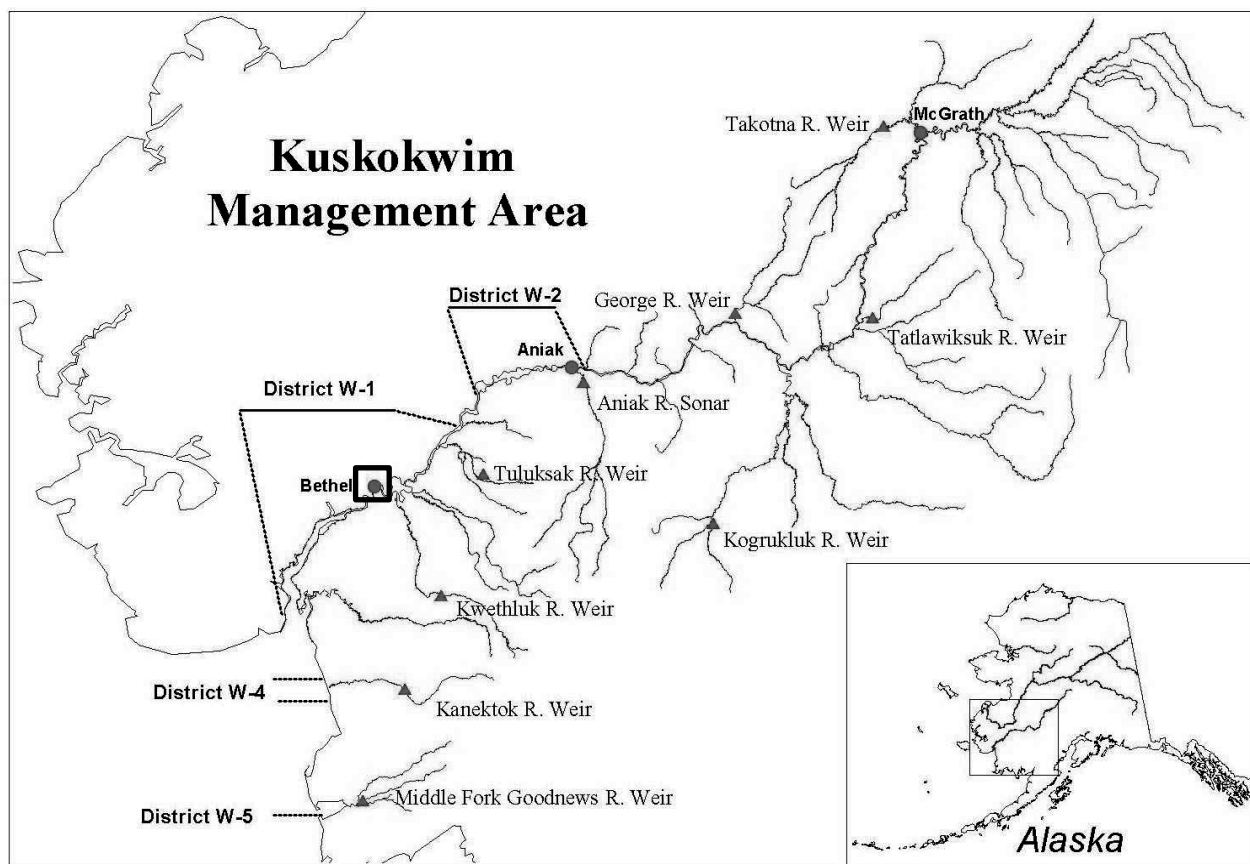 Kuskokwim
Management Area
McGrath
Takotna R. Weir
District W-2
George R. Weir
Tatlawiksuk R. Weir
Aniak
District W-1
Aniak R. Sonar
Bethel
Tuluksak R. Weir
Kogrukluk R. Weir
Kwethluk R. Weir
District W-4
Kanektok R. Weir
Middle Fork Goodnews R. Weir
District W-5
Alaska